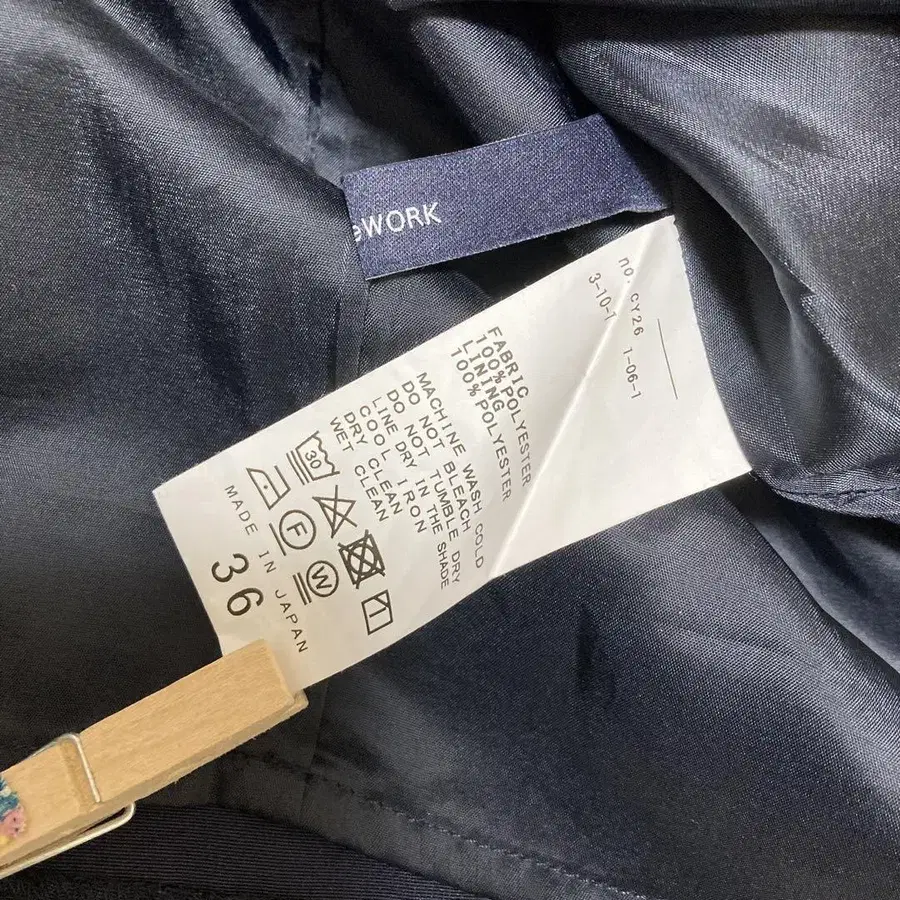 eWORK
no. CY26 1-06-1
3-10-1
FABRIC
100%POLYESTER
LINING
100%POLYESTER
MACHINE WASH COLD
DO NOT BLEACH
DO NOT TUMBLE DRY
LINE DRY IN THE SHADE
COOL IRON
DRY CLEAN
WET CLEAN
30
F
W
MADE IN JAPAN
36